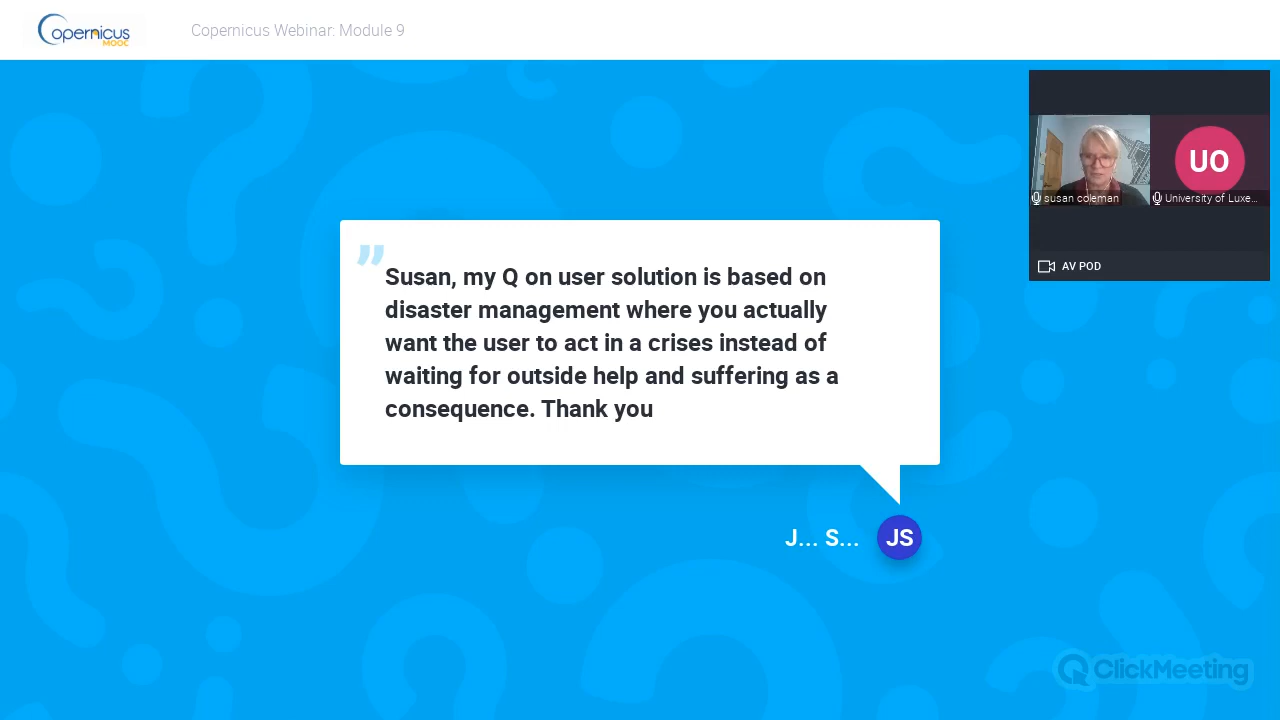 Copernicus
MOOC
Copernicus Webinar: Module 9
UO
susan coleman
University of Luxe...
AV POD
Susan, my Q on user solution is based on
disaster management where you actually
want the user to act in a crises instead of
waiting for outside help and suffering as a
consequence. Thank you
J... S...
JS
ClickMeeting